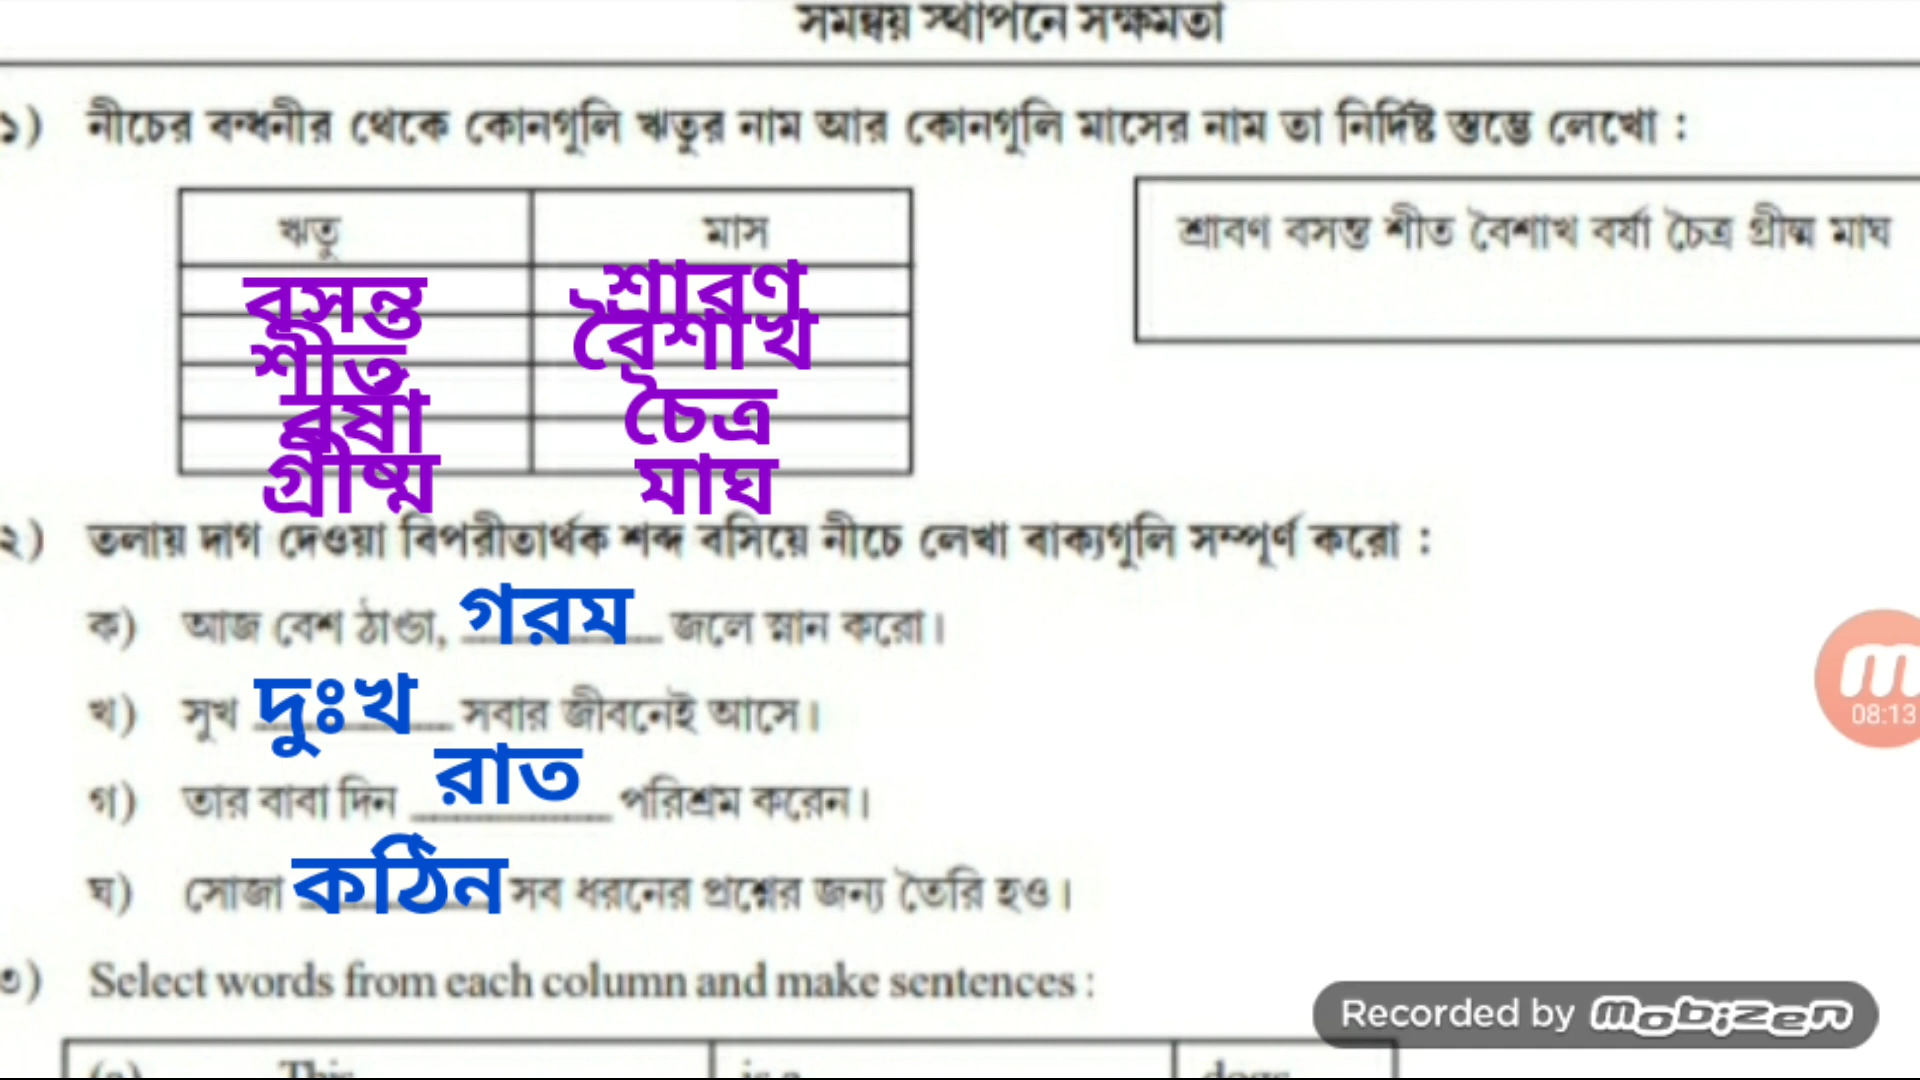 সমন্বয় স্থাপনে সক্ষমতা
১) নীচের বন্ধনীর থেকে কোনগুলি ঋতুর নাম আর কোনগুলি মাসের নাম তা নির্দিষ্ট স্তম্ভে লেখো :
ঋতু মাস
শ্রাবণ বসন্ত শীত বৈশাখ বর্ষা চৈত্র গ্রীষ্ম মাঘ
বসন্ত শ্রাবণ
শীত বৈশাখ
বর্ষা চৈত্র
গ্রীষ্ম মাঘ
২) তলায় দাগ দেওয়া বিপরীতার্থক শব্দ বসিয়ে নীচে লেখা বাক্যগুলি সম্পূর্ণ করো :
ক) আজ বেশ ঠাণ্ডা, গরম জলে স্নান করো।
খ) সুখ দুঃখ সবার জীবনেই আসে।
গ) তার বাবা দিন রাত পরিশ্রম করেন।
ঘ) সোজা কঠিন সব ধরনের প্রশ্নের জন্য তৈরি হও।
৩) Select words from each column and make sentences :
(a) This is a dogs
08:13
Recorded by mobizen